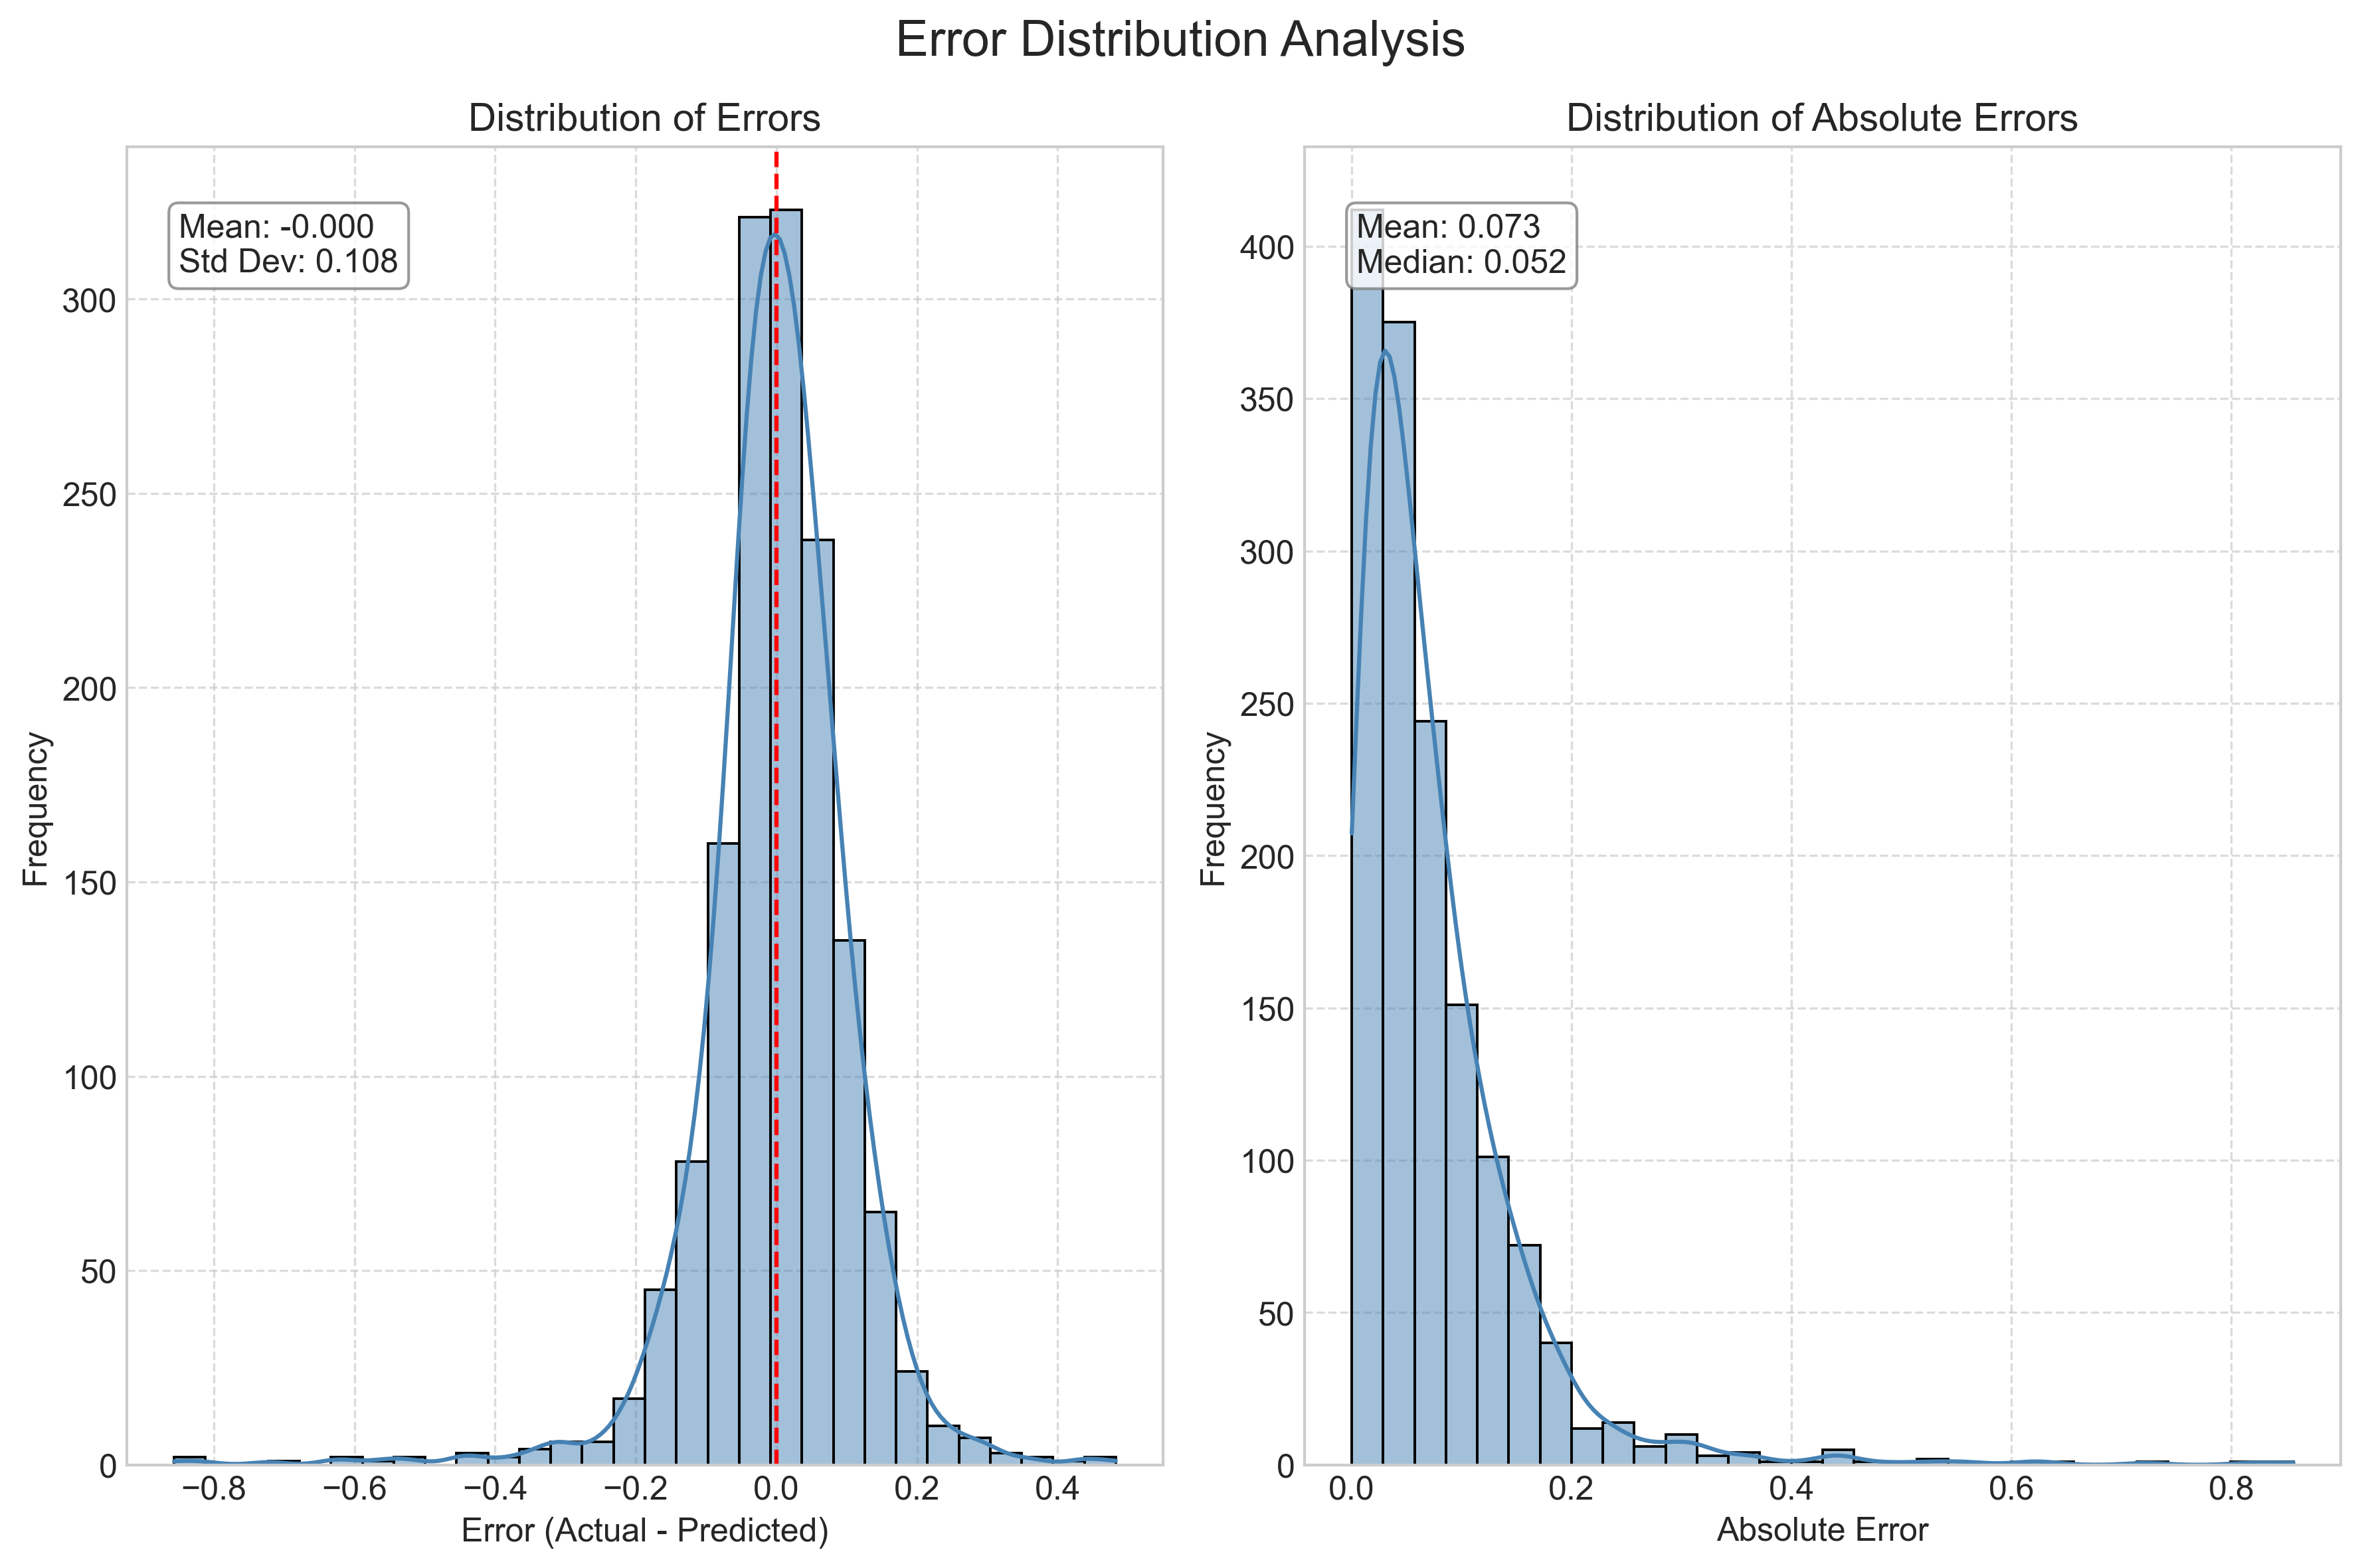 Error Distribution Analysis
Distribution of Errors
Mean: -0.000
Std Dev: 0.108
300
250
200
150
100
50
0
Frequency
−0.8 −0.6 −0.4 −0.2 0.0 0.2 0.4
Error (Actual - Predicted)
Distribution of Absolute Errors
Mean: 0.073
Median: 0.052
400
350
300
250
200
150
100
50
0
Frequency
0.0 0.2 0.4 0.6 0.8
Absolute Error